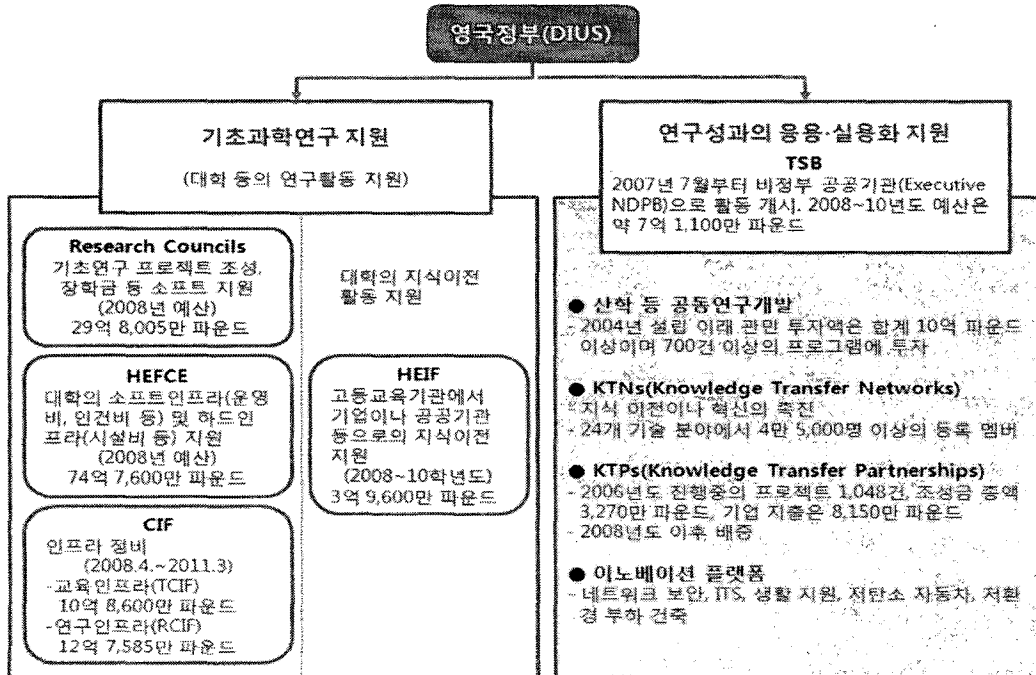 영국정부(DIUS)
기초과학연구 지원
(대학 등의 연구활동 지원)
Research Councils
기초연구 프로젝트 조성,
장학금 등 소프트 지원
(2008년 예산)
29억 8,005만 파운드
HEFCE
대학의 소프트인프라(운영
비, 인건비 등) 및 하드인
프라(시설비 등) 지원
(2008년 예산)
74억 7,600만 파운드
CIF
인프라 정비
(2008.4.~2011.3)
-교육인프라(TCIF)
10억 8,600만 파운드
-연구인프라(RCIF)
12억 7,585만 파운드
대학의 지식이전
활동 지원
HEIF
고등교육기관에서
기업이나 공공기관
등으로의 지식이전
지원
(2008~10학년도)
3억 9,600만 파운드
연구성과의 응용·실용화 지원
TSB
2007년 7월부터 비정부 공공기관(Executive
NDPB)으로 활동 개시. 2008~10년도 예산은
약 7억 1,100만 파운드
● 산학 등 공동연구개발
- 2004년 설립 이래 관민 투자액은 합계 10억 파운드
이상이며 700건 이상의 프로그램에 투자
● KTNs(Knowledge Transfer Networks)
- 지식 이전이나 혁신의 촉진
- 24개 기술 분야에서 4만 5,000명 이상의 등록 멤버
● KTPs(Knowledge Transfer Partnerships)
- 2006년도 진행중의 프로젝트 1,048건, 조성금 총액
3,270만 파운드, 기업 지출은 8,150만 파운드
- 2008년도 이후 배증
● 이노베이션 플랫폼
- 네트워크 보안, ITS, 생활 지원, 저탄소 자동차, 저환
경 부하 건축